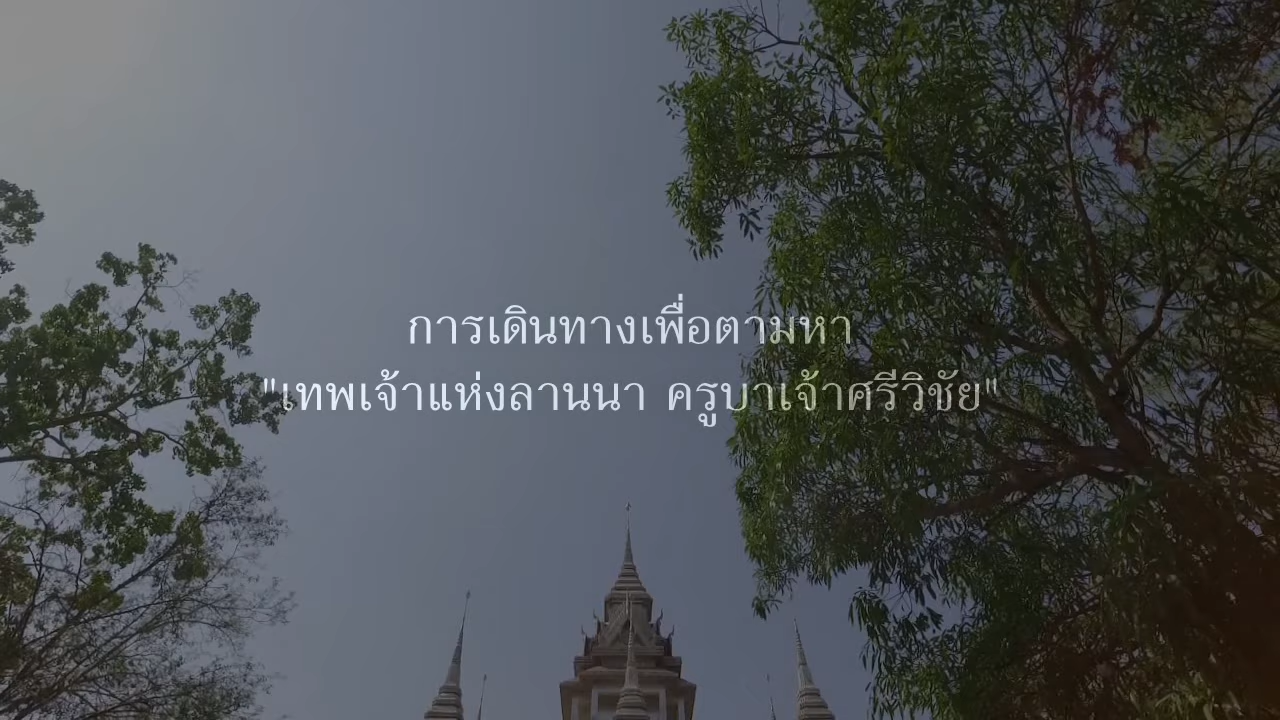 การเดินทางเพื่อตามหา
"เทพเจ้าแห่งลานนา ครูบาเจ้าศรีวิชัย"